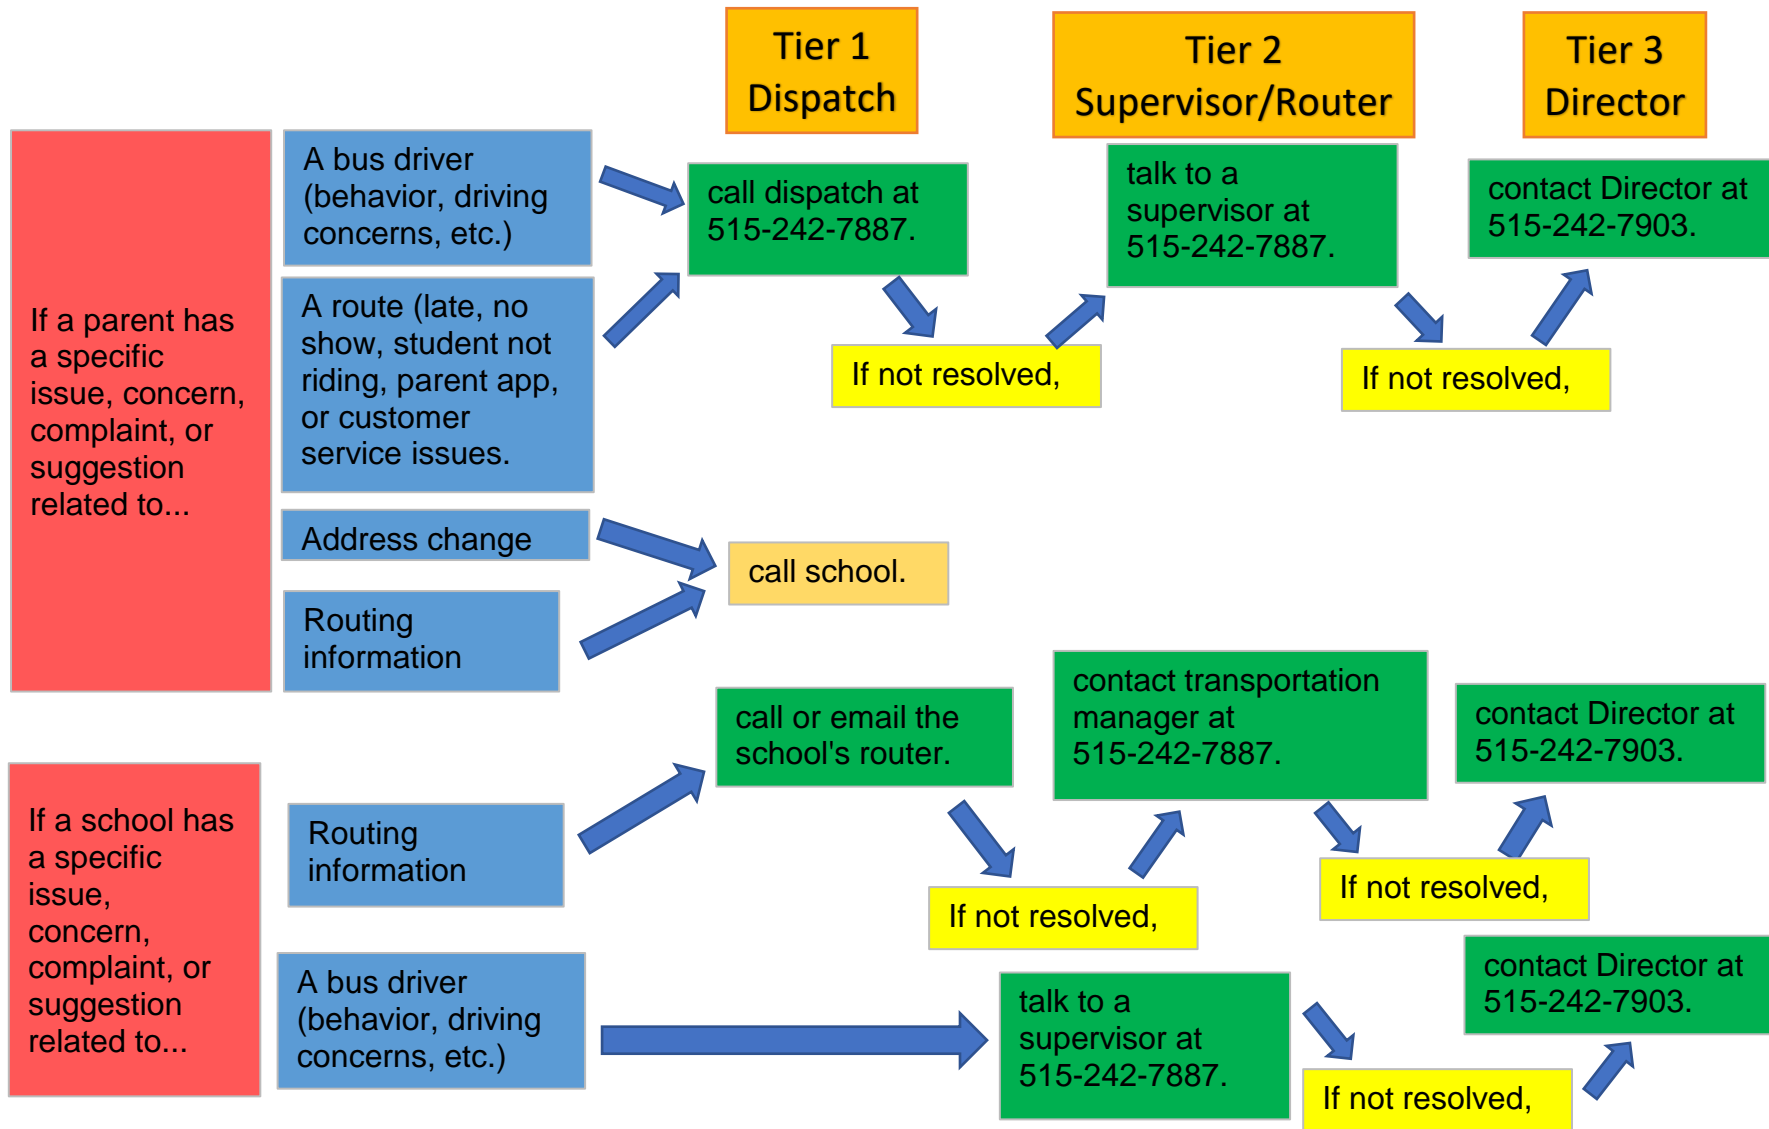 Tier 1
Dispatch
Tier 2
Supervisor/Router
Tier 3
Director
If a parent has
a specific
issue, concern,
complaint, or
suggestion
related to...
A bus driver
(behavior, driving
concerns, etc.)
call dispatch at
515-242-7887.
talk to a
supervisor at
515-242-7887.
contact Director at
515-242-7903.
A route (late, no
show, student not
riding, parent app,
or customer
service issues.
If not resolved,
If not resolved,
Address change
call school.
Routing
information
If a school has
a specific
issue,
concern,
complaint, or
suggestion
related to...
Routing
information
call or email the
school's router.
contact transportation
manager at
515-242-7887.
contact Director at
515-242-7903.
If not resolved,
If not resolved,
A bus driver
(behavior, driving
concerns, etc.)
talk to a
supervisor at
515-242-7887.
contact Director at
515-242-7903.
If not resolved,